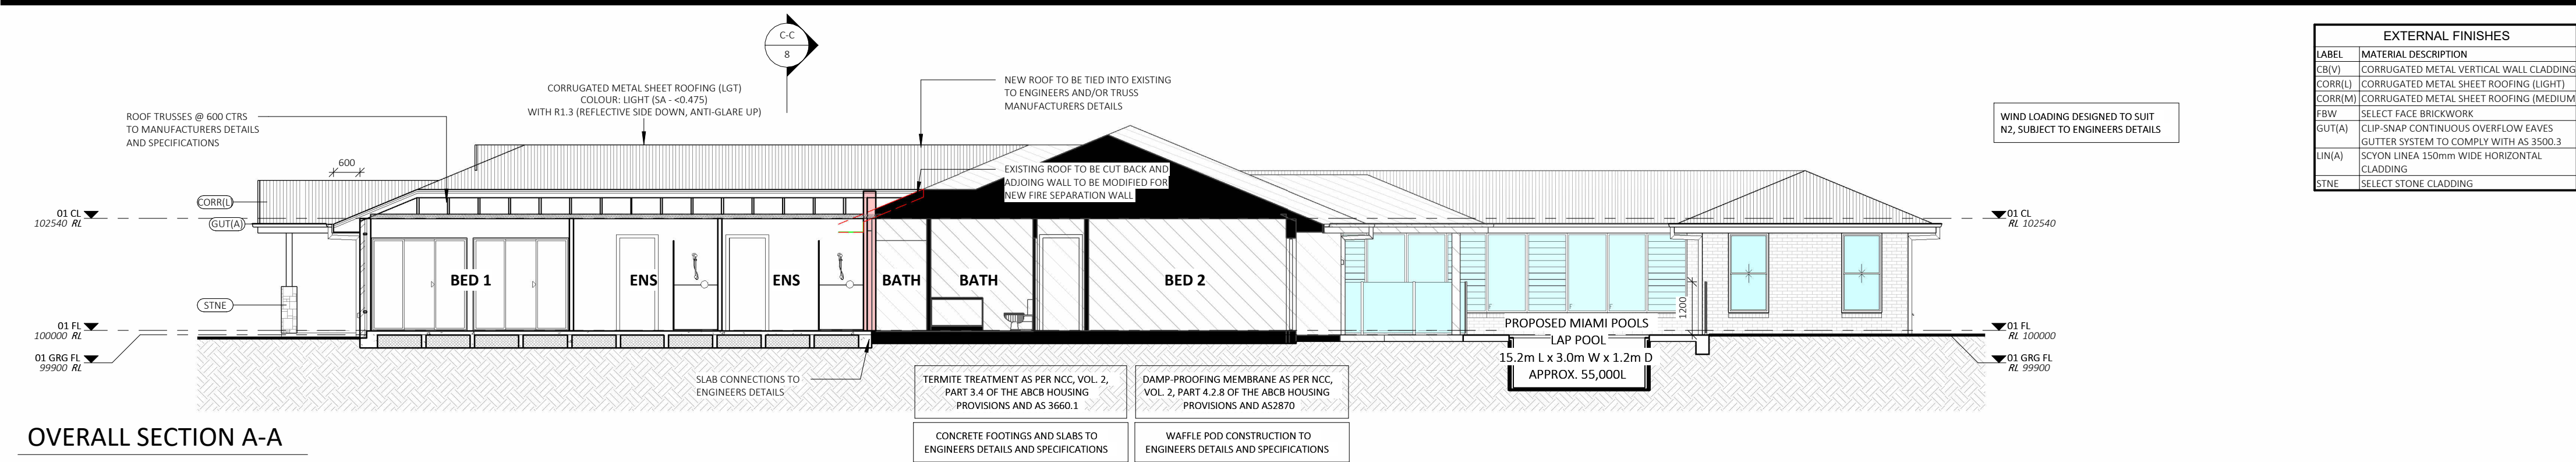 C-C
8
CORRUGATED METAL SHEET ROOFING (LGT)
COLOUR: LIGHT (SA - <0.475)
WITH R1.3 (REFLECTIVE SIDE DOWN, ANTI-GLARE UP)
NEW ROOF TO BE TIED INTO EXISTING
TO ENGINEERS AND/OR TRUSS
MANUFACTURERS DETAILS
ROOF TRUSSES @ 600 CTRS
TO MANUFACTURERS DETAILS
AND SPECIFICATIONS
600
EXISTING ROOF TO BE CUT BACK AND
ADJOING WALL TO BE MODIFIED FOR
NEW FIRE SEPARATION WALL
WIND LOADING DESIGNED TO SUIT
N2, SUBJECT TO ENGINEERS DETAILS
EXTERNAL FINISHES
LABEL MATERIAL DESCRIPTION
CB(V) CORRUGATED METAL VERTICAL WALL CLADDING
CORR(L) CORRUGATED METAL SHEET ROOFING (LIGHT)
CORR(M) CORRUGATED METAL SHEET ROOFING (MEDIUM
FBW SELECT FACE BRICKWORK
GUT(A) CLIP-SNAP CONTINUOUS OVERFLOW EAVES
GUTTER SYSTEM TO COMPLY WITH AS 3500.3
LIN(A) SCYON LINEA 150mm WIDE HORIZONTAL
CLADDING
STNE SELECT STONE CLADDING
CORR(L)
GUT(A)
STNE
01 CL
102540 RL
01 FL
100000 RL
01 GRG FL
99900 RL
BED 1
ENS
ENS
BATH
BATH
BED 2
1200
01 CL
RL 102540
01 FL
RL 100000
01 GRG FL
RL 99900
PROPOSED MIAMI POOLS
LAP POOL
15.2m L x 3.0m W x 1.2m D
APPROX. 55,000L
SLAB CONNECTIONS TO
ENGINEERS DETAILS
TERMITE TREATMENT AS PER NCC, VOL. 2,
PART 3.4 OF THE ABCB HOUSING
PROVISIONS AND AS 3660.1
DAMP-PROOFING MEMBRANE AS PER NCC,
VOL. 2, PART 4.2.8 OF THE ABCB HOUSING
PROVISIONS AND AS2870
CONCRETE FOOTINGS AND SLABS TO
ENGINEERS DETAILS AND SPECIFICATIONS
WAFFLE POD CONSTRUCTION TO
ENGINEERS DETAILS AND SPECIFICATIONS
OVERALL SECTION A-A